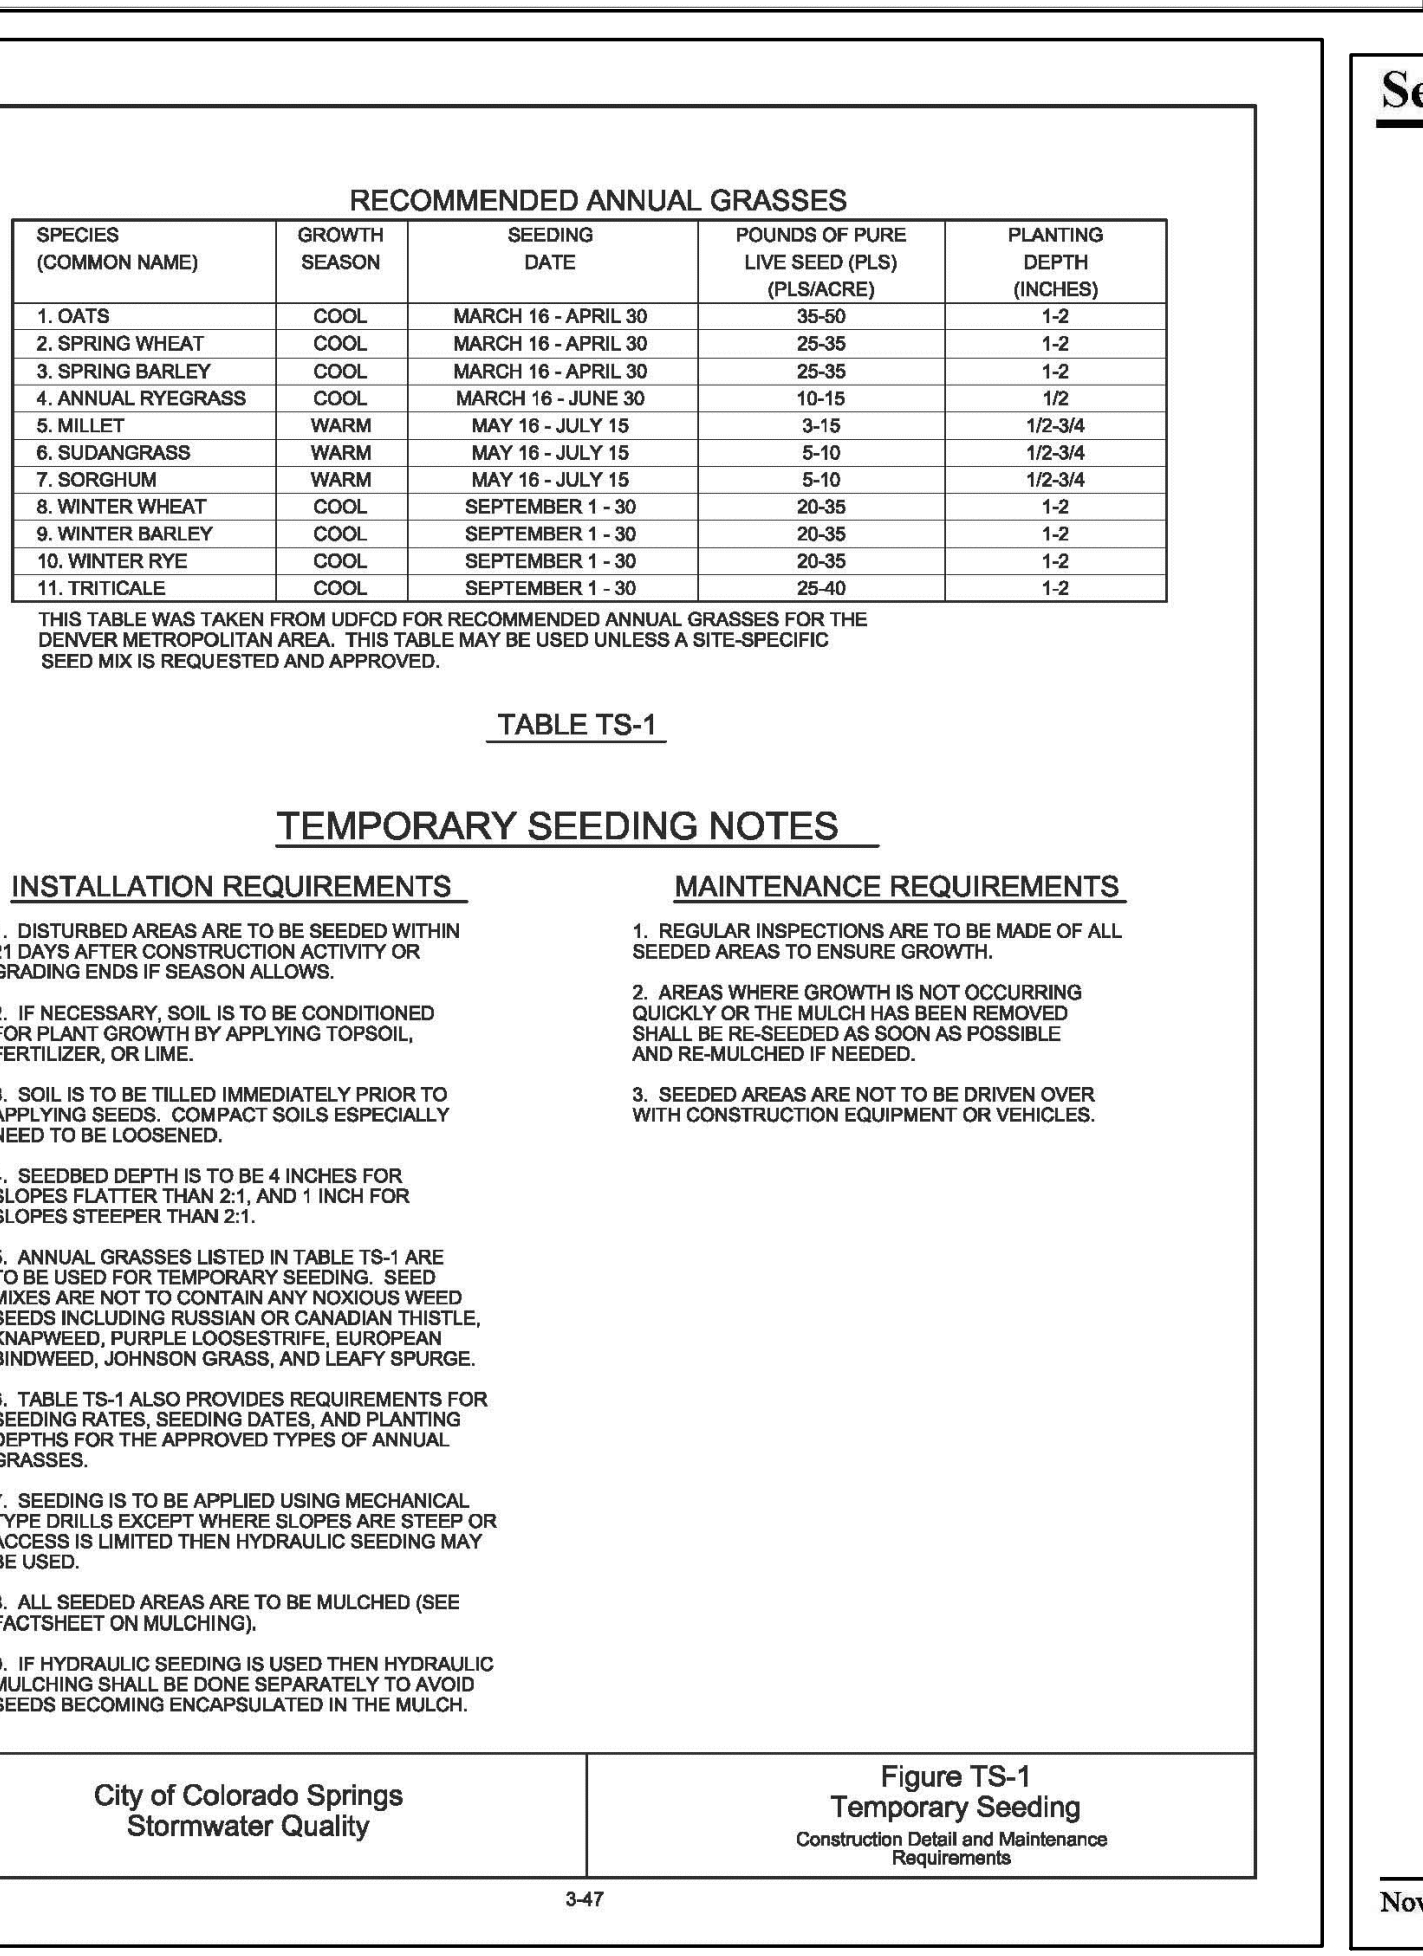 RECOMMENDED ANNUAL GRASSES
SPECIES (COMMON NAME) GROWTH SEASON SEEDING DATE POUNDS OF PURE LIVE SEED (PLS) (PLS/ACRE) PLANTING DEPTH (INCHES)
1. OATS COOL MARCH 16 - APRIL 30 35-50 1-2
2. SPRING WHEAT COOL MARCH 16 - APRIL 30 25-35 1-2
3. SPRING BARLEY COOL MARCH 16 - APRIL 30 25-35 1-2
4. ANNUAL RYEGRASS COOL MARCH 16 - JUNE 30 10-15 1/2
5. MILLET WARM MAY 16 - JULY 15 3-15 1/2-3/4
6. SUDANGRASS WARM MAY 16 - JULY 15 5-10 1/2-3/4
7. SORGHUM WARM MAY 16 - JULY 15 5-10 1/2-3/4
8. WINTER WHEAT COOL SEPTEMBER 1 - 30 20-35 1-2
9. WINTER BARLEY COOL SEPTEMBER 1 - 30 20-35 1-2
10. WINTER RYE COOL SEPTEMBER 1 - 30 20-35 1-2
11. TRITICALE COOL SEPTEMBER 1 - 30 25-40 1-2
THIS TABLE WAS TAKEN FROM UDFCD FOR RECOMMENDED ANNUAL GRASSES FOR THE
DENVER METROPOLITAN AREA. THIS TABLE MAY BE USED UNLESS A SITE-SPECIFIC
SEED MIX IS REQUESTED AND APPROVED.
TABLE TS-1
TEMPORARY SEEDING NOTES
INSTALLATION REQUIREMENTS
. DISTURBED AREAS ARE TO BE SEEDED WITHIN
21 DAYS AFTER CONSTRUCTION ACTIVITY OR
GRADING ENDS IF SEASON ALLOWS.
2. IF NECESSARY, SOIL IS TO BE CONDITIONED
FOR PLANT GROWTH BY APPLYING TOPSOIL,
FERTILIZER, OR LIME.
3. SOIL IS TO BE TILLED IMMEDIATELY PRIOR TO
APPLYING SEEDS. COMPACT SOILS ESPECIALLY
NEED TO BE LOOSENED.
. SEEDBED DEPTH IS TO BE 4 INCHES FOR
SLOPES FLATTER THAN 2:1, AND 1 INCH FOR
SLOPES STEEPER THAN 2:1.
5. ANNUAL GRASSES LISTED IN TABLE TS-1 ARE
TO BE USED FOR TEMPORARY SEEDING. SEED
MIXES ARE NOT TO CONTAIN ANY NOXIOUS WEED
SEEDS INCLUDING RUSSIAN OR CANADIAN THISTLE,
KNAPWEED, PURPLE LOOSESTRIFE, EUROPEAN
BINDWEED, JOHNSON GRASS, AND LEAFY SPURGE.
6. TABLE TS-1 ALSO PROVIDES REQUIREMENTS FOR
SEEDING RATES, SEEDING DATES, AND PLANTING
DEPTHS FOR THE APPROVED TYPES OF ANNUAL
GRASSES.
7. SEEDING IS TO BE APPLIED USING MECHANICAL
TYPE DRILLS EXCEPT WHERE SLOPES ARE STEEP OR
ACCESS IS LIMITED THEN HYDRAULIC SEEDING MAY
BE USED.
8. ALL SEEDED AREAS ARE TO BE MULCHED (SEE
FACTSHEET ON MULCHING).
9. IF HYDRAULIC SEEDING IS USED THEN HYDRAULIC
MULCHING SHALL BE DONE SEPARATELY TO AVOID
SEEDS BECOMING ENCAPSULATED IN THE MULCH.
MAINTENANCE REQUIREMENTS
1. REGULAR INSPECTIONS ARE TO BE MADE OF ALL
SEEDED AREAS TO ENSURE GROWTH.
2. AREAS WHERE GROWTH IS NOT OCCURRING
QUICKLY OR THE MULCH HAS BEEN REMOVED
SHALL BE RE-SEEDED AS SOON AS POSSIBLE
AND RE-MULCHED IF NEEDED.
3. SEEDED AREAS ARE NOT TO BE DRIVEN OVER
WITH CONSTRUCTION EQUIPMENT OR VEHICLES.
City of Colorado Springs
Stormwater Quality
Figure TS-1
Temporary Seeding
Construction Detail and Maintenance
Requirements
3-47